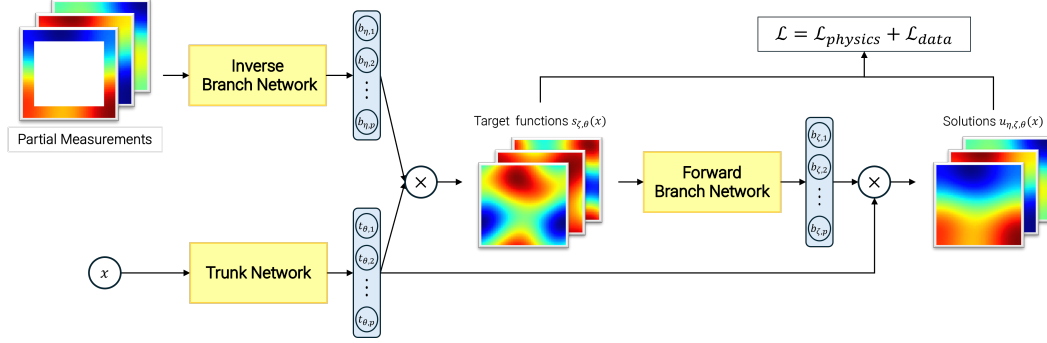 ℒ = ℒ_physics + ℒ_data
b_η,1
b_η,2
⋮
b_η,p
Inverse
Branch Network
Partial Measurements
Target functions s_ζ,θ(x)
Solutions u_η,ζ,θ(x)
b_ζ,1
b_ζ,2
⋮
b_ζ,p
Forward
Branch Network
×
×
t_θ,1
t_θ,2
⋮
t_θ,p
x
Trunk Network